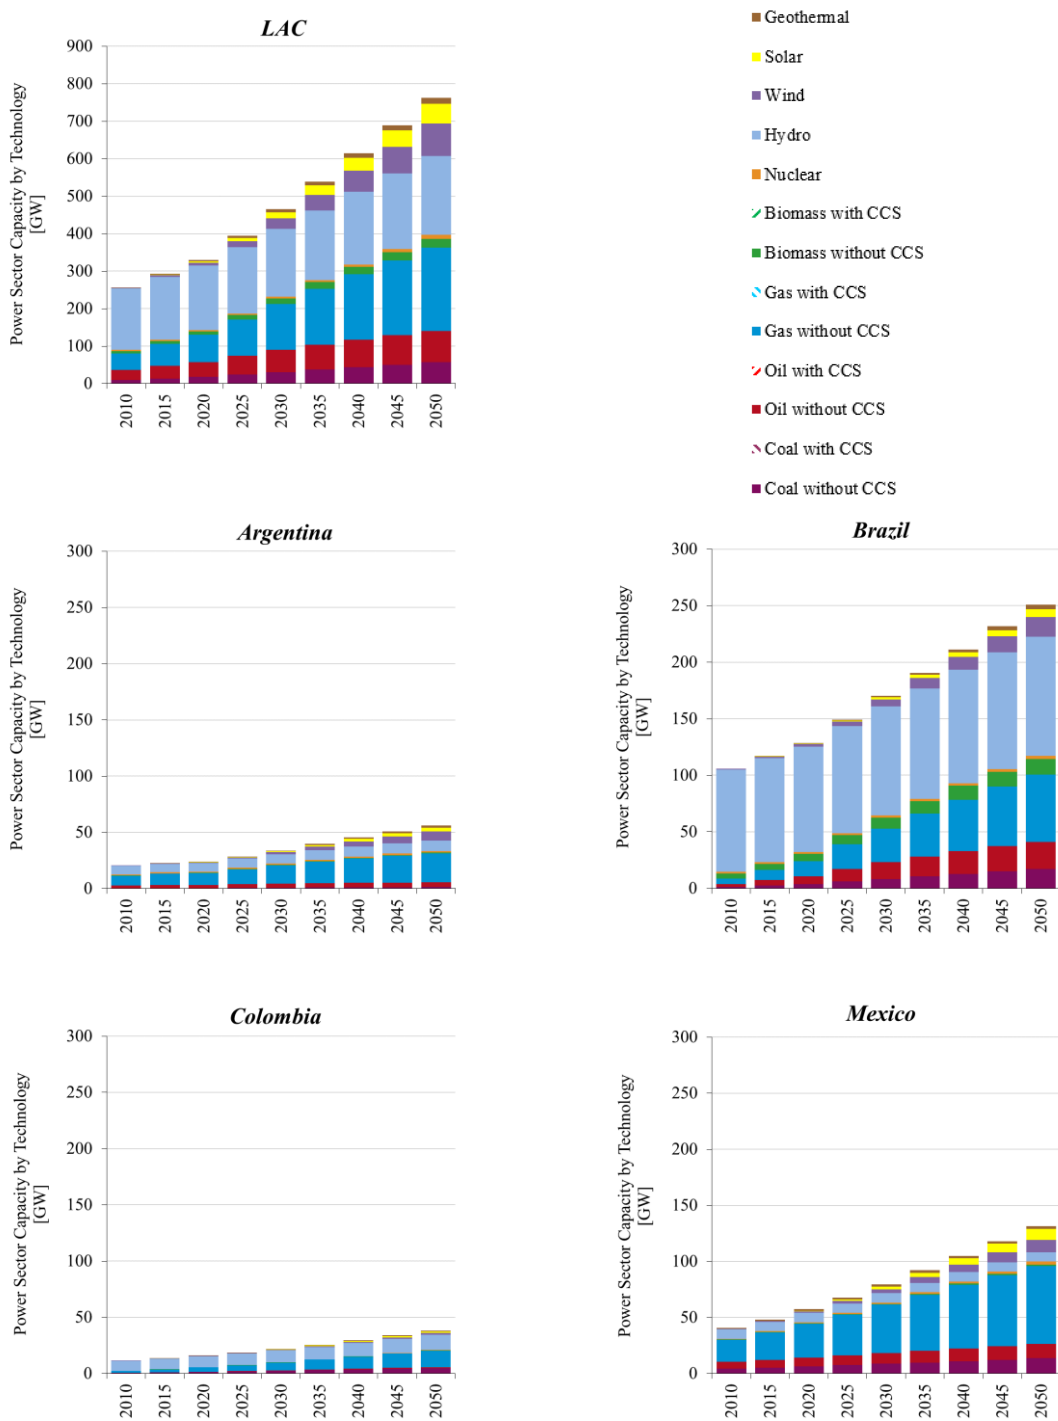 LAC
Power Sector Capacity by Technology
[GW]
900
800
700
600
500
400
300
200
100
0
2010
2015
2020
2025
2030
2035
2040
2045
2050
Geothermal
Solar
Wind
Hydro
Nuclear
Biomass with CCS
Biomass without CCS
Gas with CCS
Gas without CCS
Oil with CCS
Oil without CCS
Coal with CCS
Coal without CCS
Argentina
Power Sector Capacity by Technology
[GW]
300
250
200
150
100
50
0
2010
2015
2020
2025
2030
2035
2040
2045
2050
Brazil
Power Sector Capacity by Technology
[GW]
300
250
200
150
100
50
0
2010
2015
2020
2025
2030
2035
2040
2045
2050
Colombia
Power Sector Capacity by Technology
[GW]
300
250
200
150
100
50
0
2010
2015
2020
2025
2030
2035
2040
2045
2050
Mexico
Power Sector Capacity by Technology
[GW]
300
250
200
150
100
50
0
2010
2015
2020
2025
2030
2035
2040
2045
2050